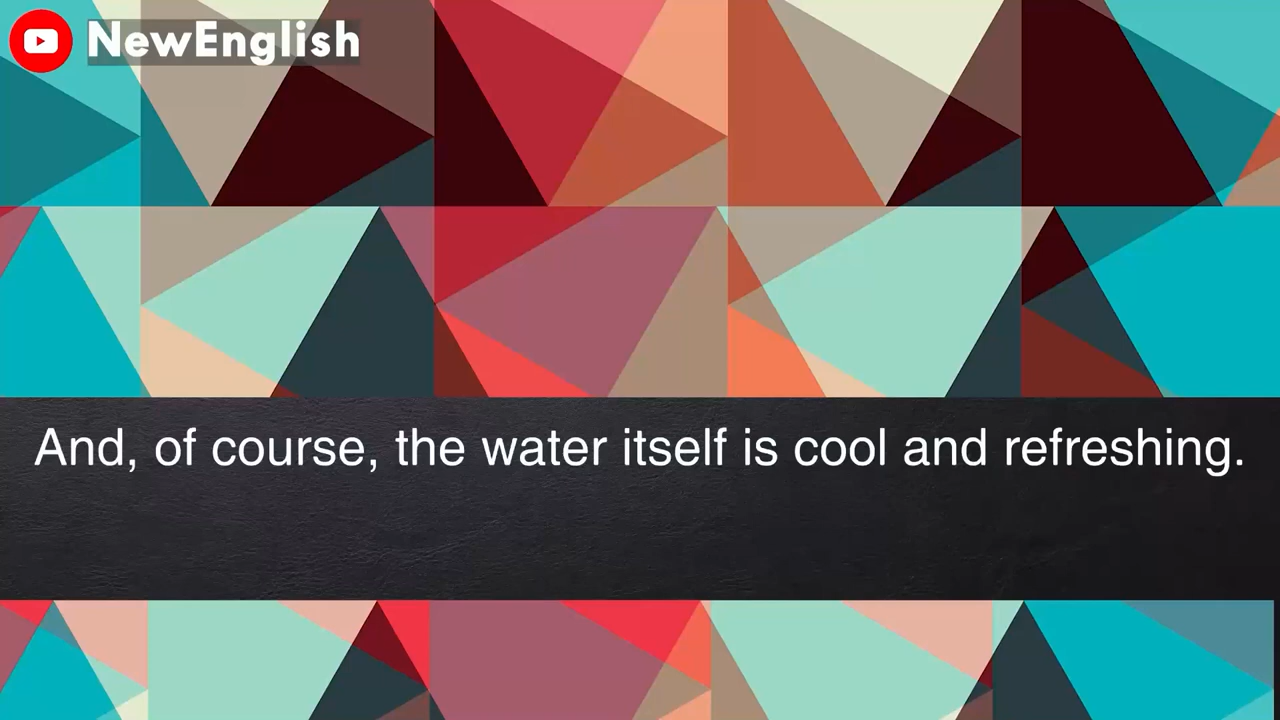 NewEnglish
And, of course, the water itself is cool and refreshing.